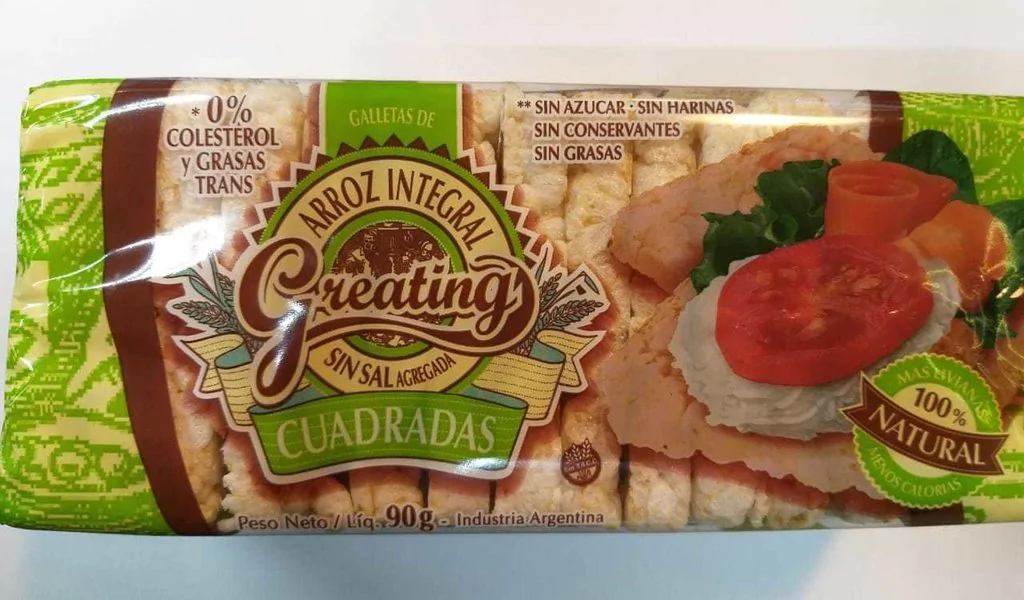 * 0%
COLESTEROL
y GRASAS
TRANS
GALLETAS DE
ARROZ INTEGRAL
Greating
SIN SAL AGREGADA
CUADRADAS
** SIN AZUCAR · SIN HARINAS
SIN CONSERVANTES
SIN GRASAS
MAS LIVIANAS
100%
NATURAL
MENOS CALORIAS
Sin T.A.C.C.
Peso Neto / Líq. 90g - Industria Argentina